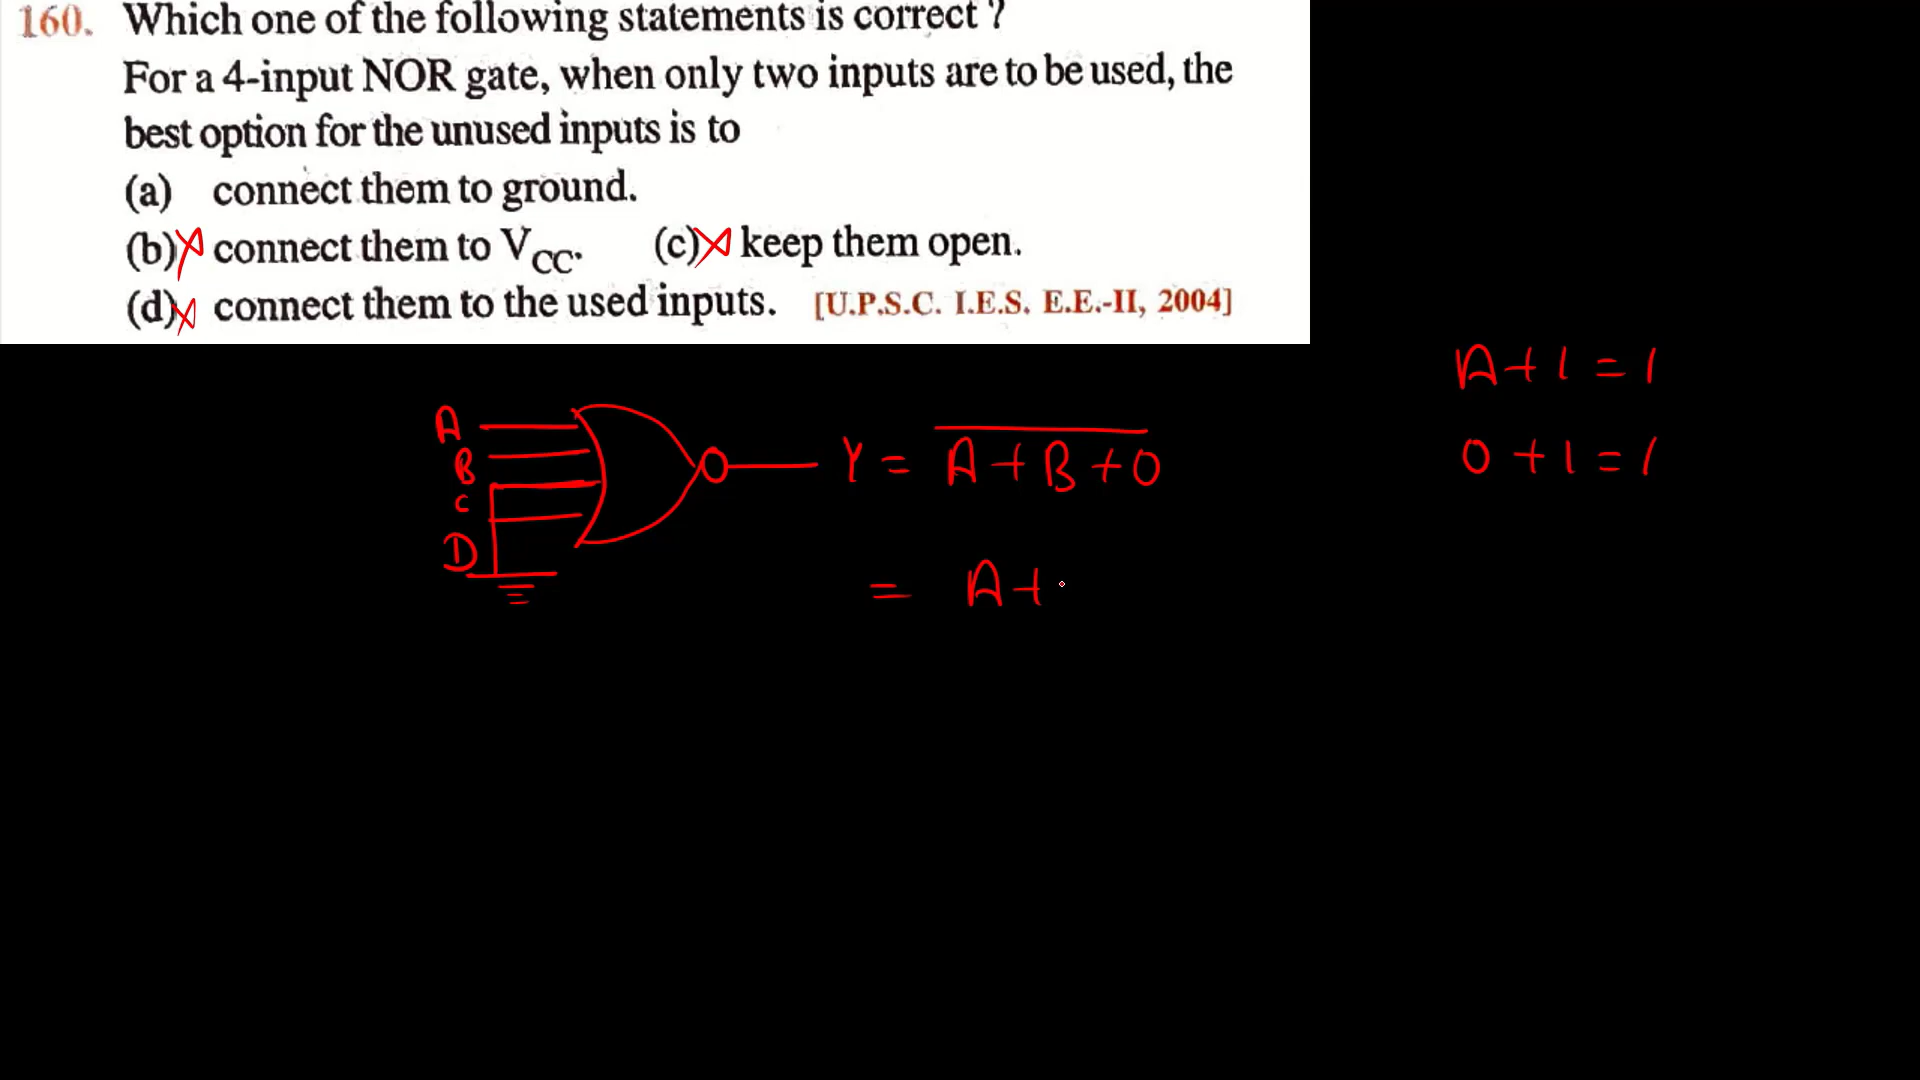 160. Which one of the following statements is correct ?
For a 4-input NOR gate, when only two inputs are to be used, the
best option for the unused inputs is to
(a) connect them to ground.
(b) connect them to VCC. (c) keep them open.
(d) connect them to the used inputs. [U.P.S.C. I.E.S. E.E.-II, 2004]
A + 1 = 1
0 + 1 = 1
A
B
C
D
Y = \overline{A + B + 0}
= A +